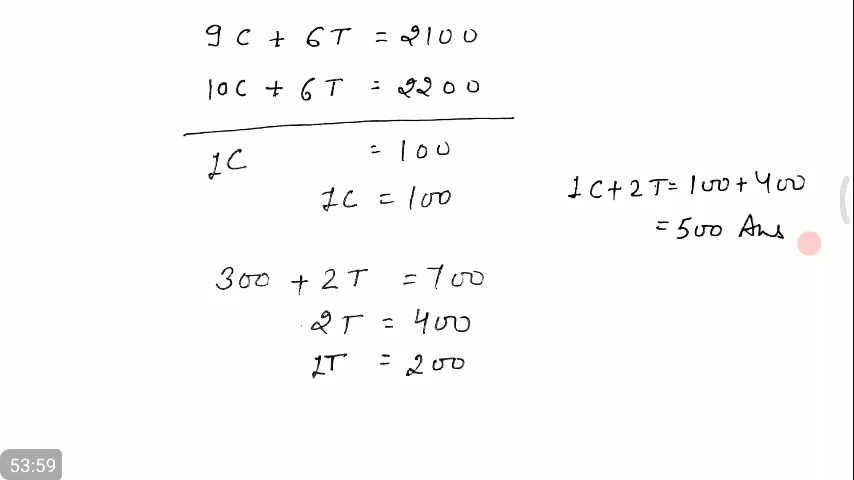 9C + 6T = 2100
10C + 6T = 2200
1C = 100
1C = 100
1C + 2T = 100 + 400
= 500 Ans
300 + 2T = 700
2T = 400
1T = 200
53:59